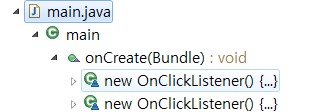 main.java
main
onCreate(Bundle) : void
new OnClickListener() {...}
new OnClickListener() {...}